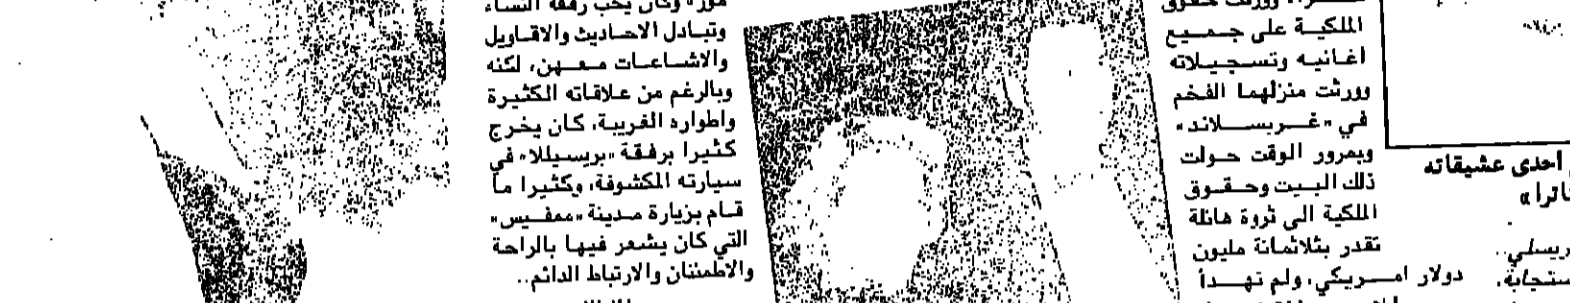 احدى عشيقاته
الملكية على جميع
اغانيه وتسجيلاته
وورثت منزلهما الفخم
في «غريسلاند»
وبمرور الوقت حولت
ذلك البيت وحقوق
الملكية الى ثروة هائلة
تقدر بثلاثمائة مليون
دولار امريكي، ولم تهدأ
وكان يحب رفقة النساء
وتبادل الاحاديث والاقاويل
والاشاعات معهن، لكنه
وبالرغم من علاقاته الكثيرة
واطواره الغريبة، كان يخرج
كثيرا برفقة «بريسيللا» في
سيارته المكشوفة، وكثيرا ما
قام بزيارة مدينة «ممفيس»
التي كان يشعر فيها بالراحة
والاطمئنان والارتباط الدائم..